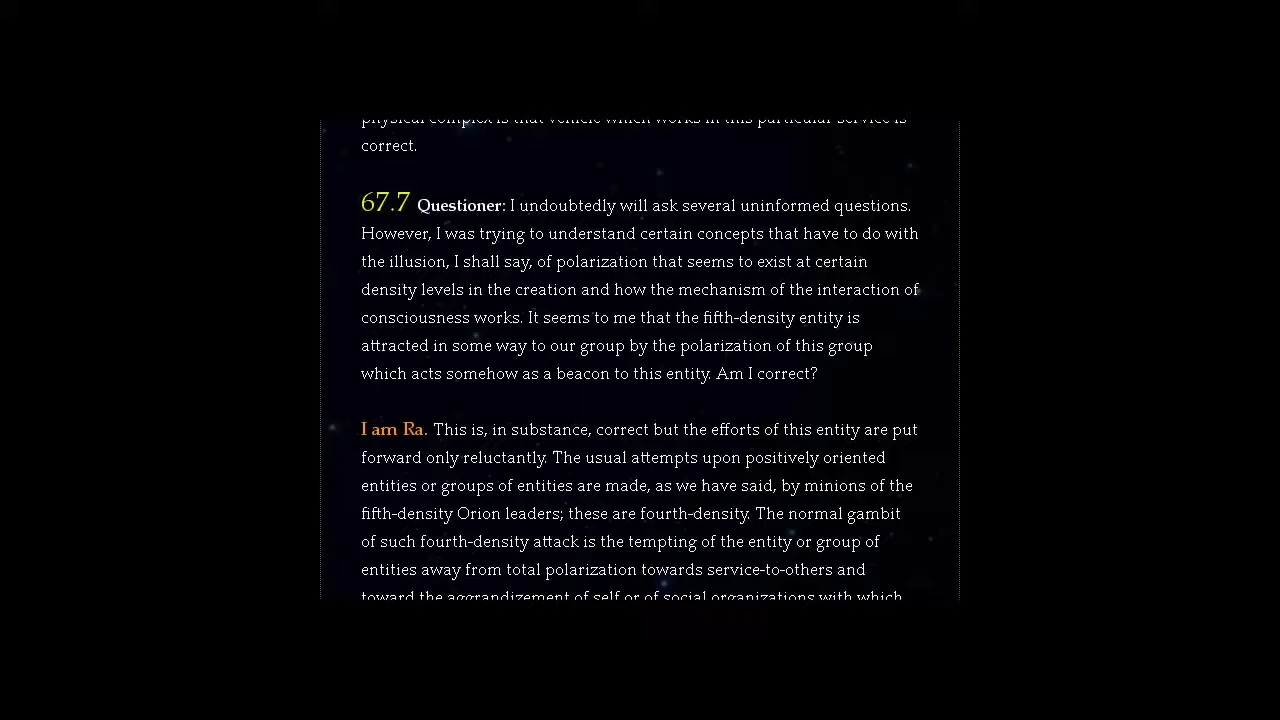 physical complex is that vehicle which works in this particular service is
correct.
67.7 Questioner: I undoubtedly will ask several uninformed questions.
However, I was trying to understand certain concepts that have to do with
the illusion, I shall say, of polarization that seems to exist at certain
density levels in the creation and how the mechanism of the interaction of
consciousness works. It seems to me that the fifth-density entity is
attracted in some way to our group by the polarization of this group
which acts somehow as a beacon to this entity. Am I correct?
I am Ra. This is, in substance, correct but the efforts of this entity are put
forward only reluctantly. The usual attempts upon positively oriented
entities or groups of entities are made, as we have said, by minions of the
fifth-density Orion leaders; these are fourth-density. The normal gambit
of such fourth-density attack is the tempting of the entity or group of
entities away from total polarization towards service-to-others and
toward the aggrandizement of self or of social organizations with which